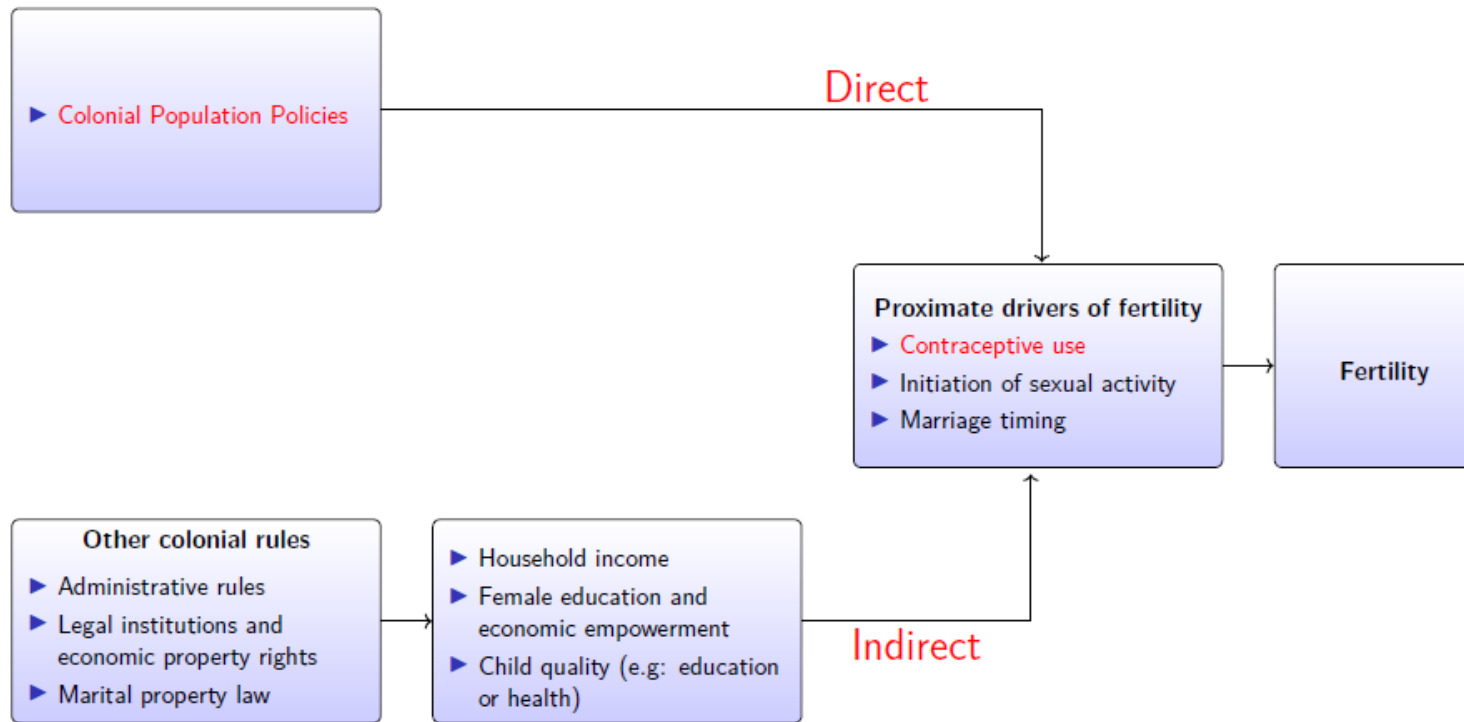 ▶ Colonial Population Policies
Direct
Proximate drivers of fertility
▶ Contraceptive use
▶ Initiation of sexual activity
▶ Marriage timing
Fertility
Other colonial rules
▶ Administrative rules
▶ Legal institutions and
economic property rights
▶ Marital property law
▶ Household income
▶ Female education and
economic empowerment
▶ Child quality (e.g: education
or health)
Indirect